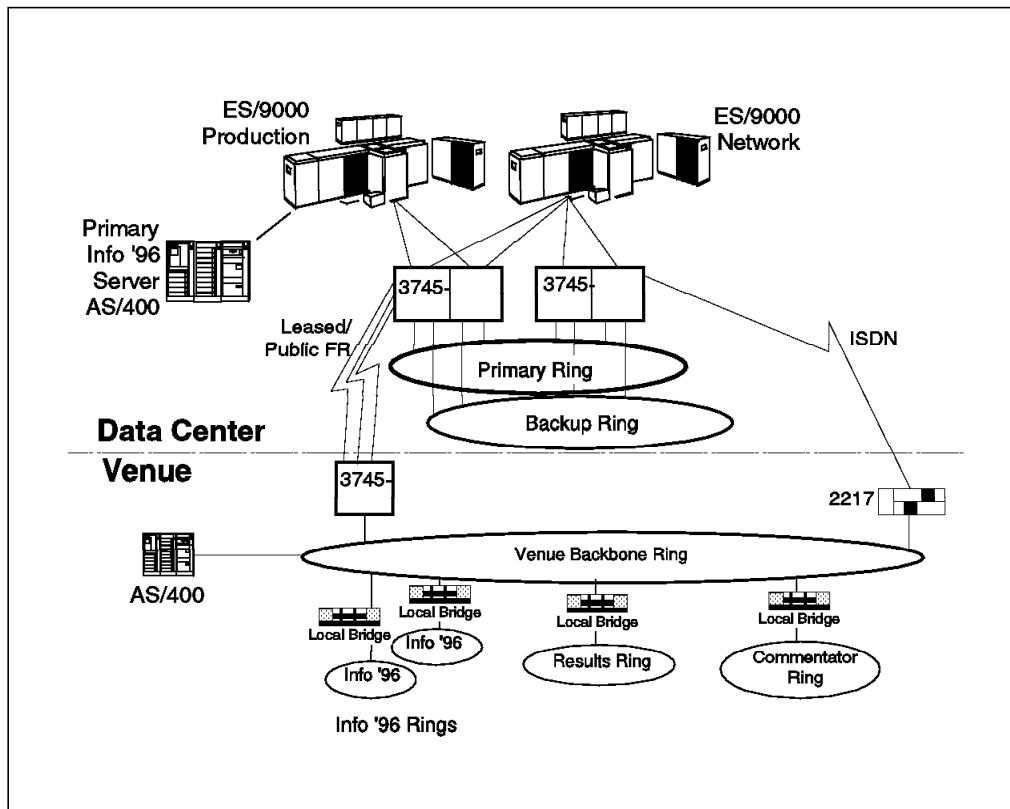 ES/9000
Production
ES/9000
Network
Primary
Info '96
Server
AS/400
3745-
3745-
Leased/
Public FR
ISDN
Primary Ring
Backup Ring
Data Center
Venue
3745-
2217
Venue Backbone Ring
AS/400
Local Bridge
Local Bridge
Local Bridge
Local Bridge
Info '96
Info '96
Results Ring
Commentator
Ring
Info '96 Rings